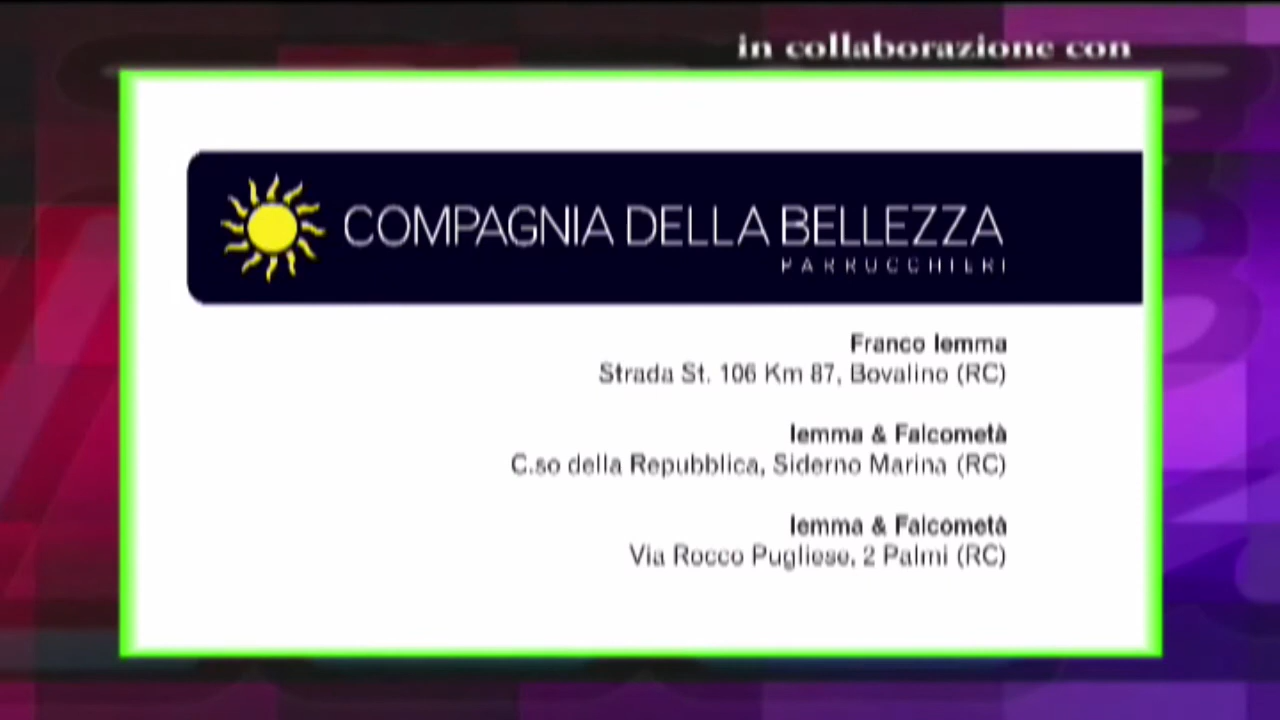 in collaborazione con
COMPAGNIA DELLA BELLEZZA
PARRUCCHIERI
Franco Iemma
Strada St. 106 Km 87, Bovalino (RC)
Iemma & Falcometà
C.so della Repubblica, Siderno Marina (RC)
Iemma & Falcometà
Via Rocco Pugliese, 2 Palmi (RC)